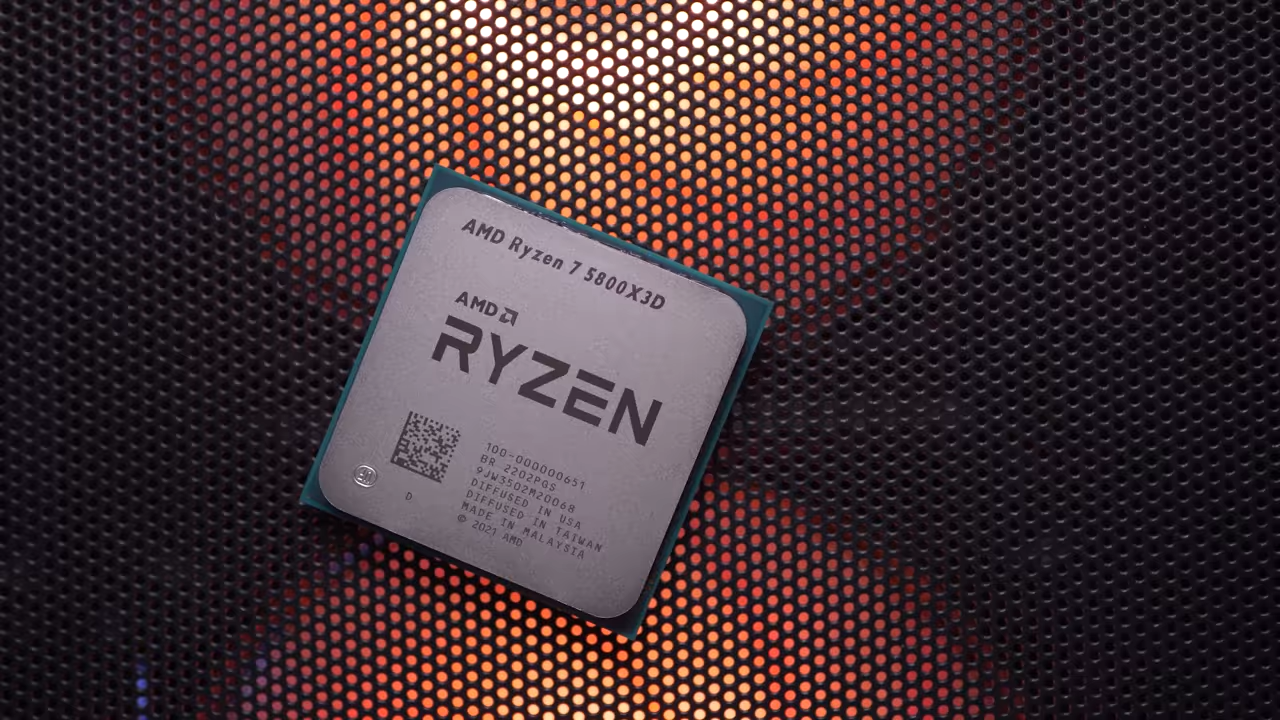 AMD Ryzen 7 5800X3D
AMD
RYZEN
100-000000651
BR 2202PGS
9JW3502M20068
DIFFUSED IN USA
DIFFUSED IN TAIWAN
MADE IN MALAYSIA
© 2021 AMD
D